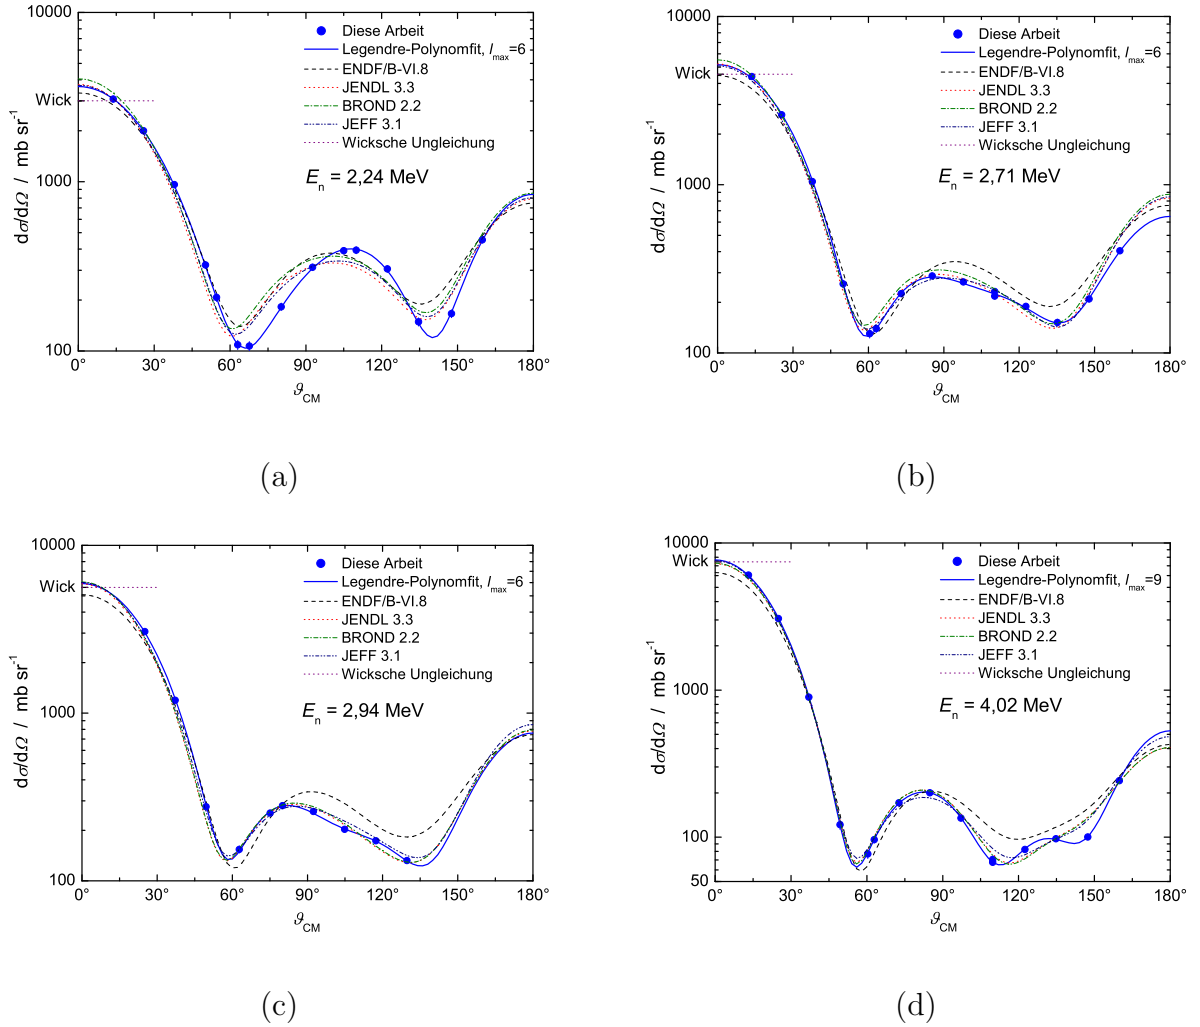 10000
Wick
1000
100
dσ/dΩ / mb sr-1
0° 30° 60° 90° 120° 150° 180°
ϑCM
Diese Arbeit
Legendre-Polynomfit, lmax=6
ENDF/B-VI.8
JENDL 3.3
BROND 2.2
JEFF 3.1
Wicksche Ungleichung
En = 2,24 MeV
(a)
10000
Wick
1000
100
dσ/dΩ / mb sr-1
0° 30° 60° 90° 120° 150° 180°
ϑCM
Diese Arbeit
Legendre-Polynomfit, lmax=6
ENDF/B-VI.8
JENDL 3.3
BROND 2.2
JEFF 3.1
Wicksche Ungleichung
En = 2,71 MeV
(b)
10000
Wick
1000
100
dσ/dΩ / mb sr-1
0° 30° 60° 90° 120° 150° 180°
ϑCM
Diese Arbeit
Legendre-Polynomfit, lmax=6
ENDF/B-VI.8
JENDL 3.3
BROND 2.2
JEFF 3.1
Wicksche Ungleichung
En = 2,94 MeV
(c)
10000
Wick
1000
100
50
dσ/dΩ / mb sr-1
0° 30° 60° 90° 120° 150° 180°
ϑCM
Diese Arbeit
Legendre-Polynomfit, lmax=9
ENDF/B-VI.8
JENDL 3.3
BROND 2.2
JEFF 3.1
Wicksche Ungleichung
En = 4,02 MeV
(d)